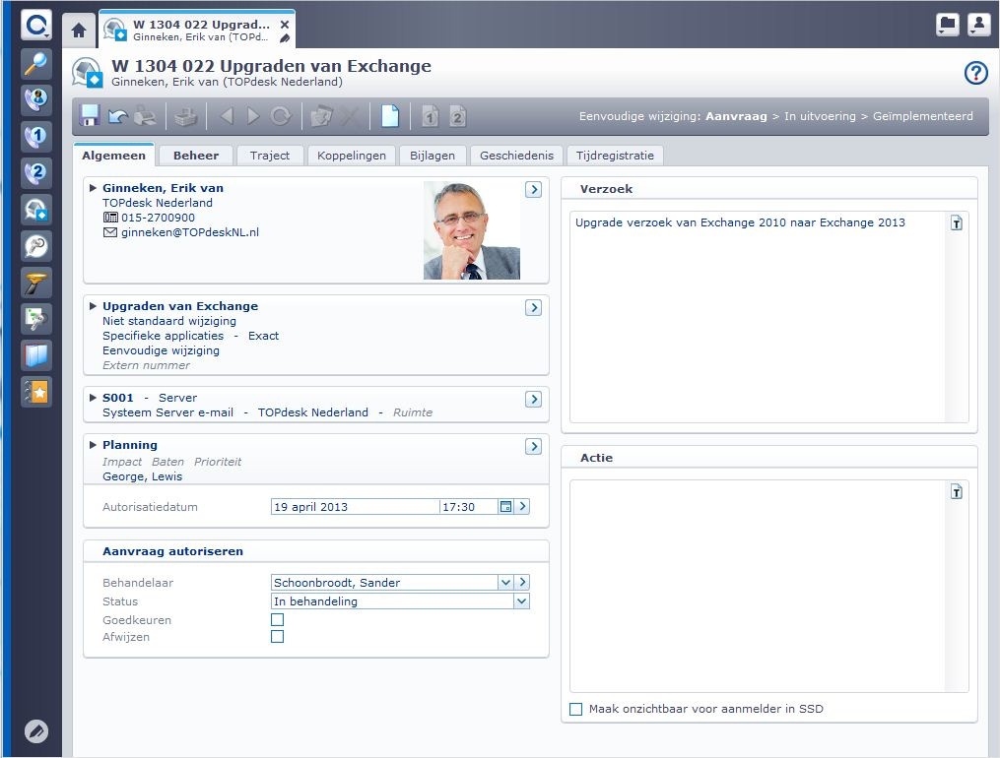 W 1304 022 Upgrad...
Ginneken, Erik van (TOPd...
W 1304 022 Upgraden van Exchange
Ginneken, Erik van (TOPdesk Nederland)
Eenvoudige wijziging: Aanvraag > In uitvoering > Geïmplementeerd
Algemeen Beheer Traject Koppelingen Bijlagen Geschiedenis Tijdregistratie
Ginneken, Erik van
TOPdesk Nederland
015-2700900
ginneken@TOPdeskNL.nl
Upgraden van Exchange
Niet standaard wijziging
Specifieke applicaties - Exact
Eenvoudige wijziging
Extern nummer
S001 - Server
Systeem Server e-mail - TOPdesk Nederland - Ruimte
Planning
Impact Baten Prioriteit
George, Lewis
Autorisatiedatum 19 april 2013 17:30
Aanvraag autoriseren
Behandelaar Schoonbroodt, Sander
Status In behandeling
Goedkeuren
Afwijzen
Verzoek
Upgrade verzoek van Exchange 2010 naar Exchange 2013
Actie
Maak onzichtbaar voor aanmelder in SSD